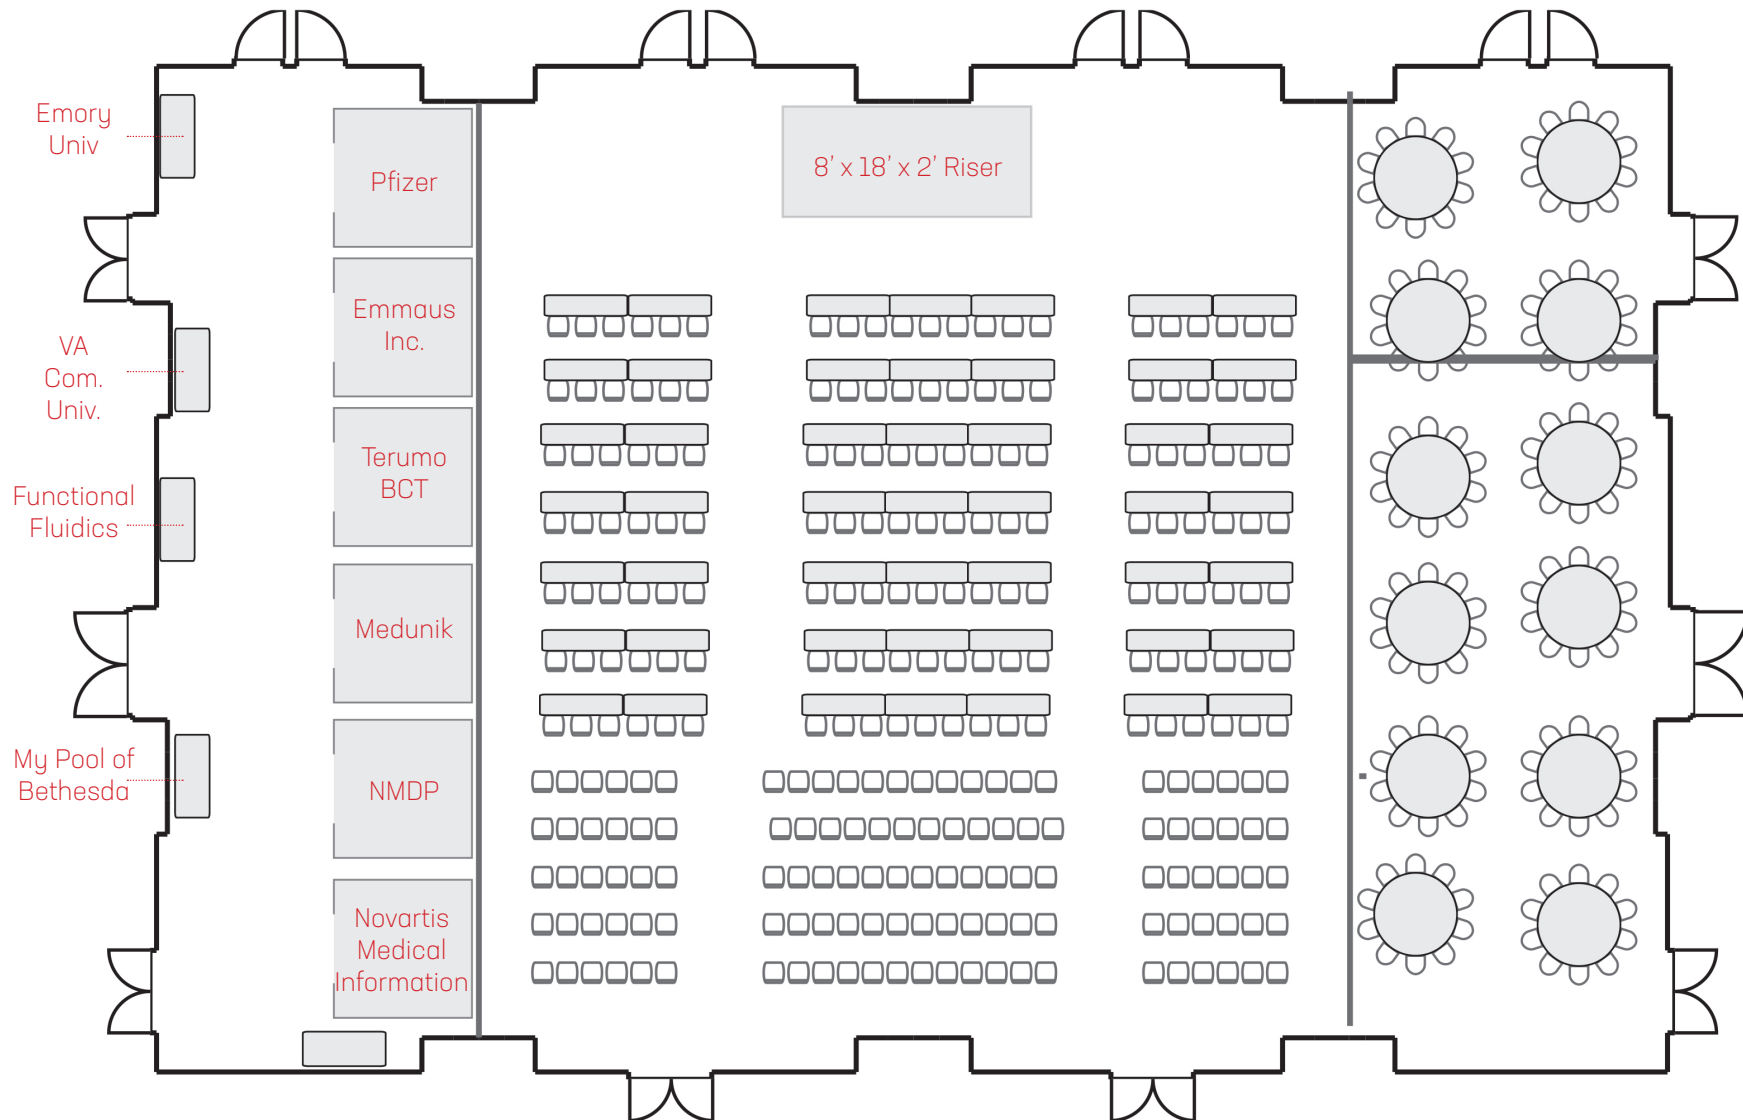 Emory
Univ
VA
Com.
Univ.
Functional
Fluidics
My Pool of
Bethesda
Pfizer
Emmaus
Inc.
Terumo
BCT
Medunik
NMDP
Novartis
Medical
Information
8’ x 18’ x 2’ Riser